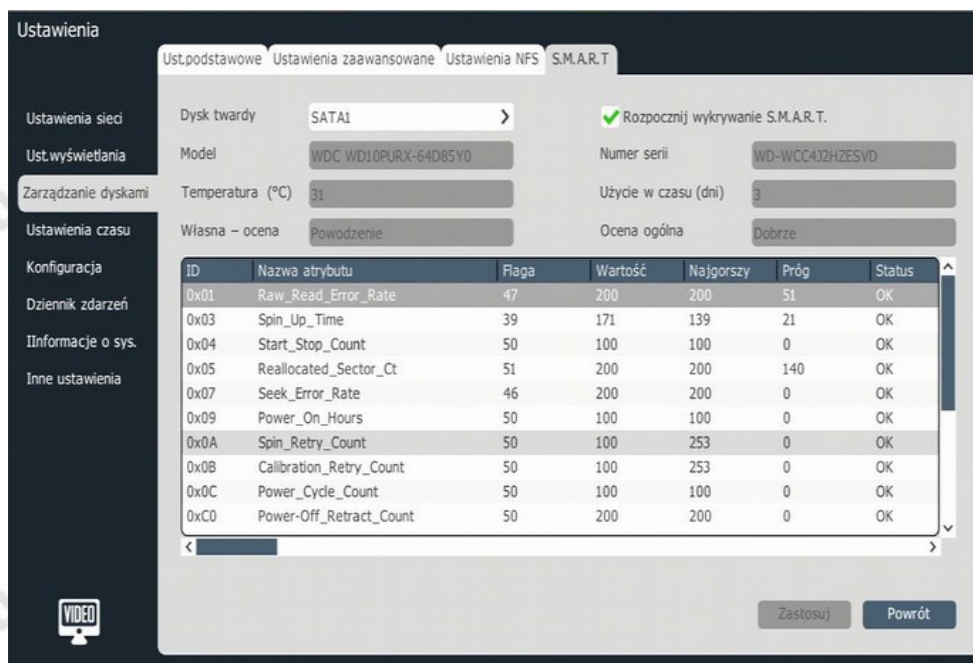 Ustawienia
Ust.podstawowe Ustawienia zaawansowane Ustawienia NFS S.M.A.R.T
Ustawienia sieci
Ust.wyświetlania
Zarządzanie dyskami
Ustawienia czasu
Konfiguracja
Dziennik zdarzeń
IInformacje o sys.
Inne ustawienia
Dysk twardy SATA1 Rozpocznij wykrywanie S.M.A.R.T.
Model WDC WD10PURX-64D85Y0 Numer serii WD-WCC4J2HZESVD
Temperatura (°C) 31 Użycie w czasu (dni) 3
Własna – ocena Powodzenie Ocena ogólna Dobrze
ID Nazwa atrybutu Flaga Wartość Najgorszy Próg Status
0x01 Raw_Read_Error_Rate 47 200 200 51 OK
0x03 Spin_Up_Time 39 171 139 21 OK
0x04 Start_Stop_Count 50 100 100 0 OK
0x05 Reallocated_Sector_Ct 51 200 200 140 OK
0x07 Seek_Error_Rate 46 200 200 0 OK
0x09 Power_On_Hours 50 100 100 0 OK
0x0A Spin_Retry_Count 50 100 253 0 OK
0x0B Calibration_Retry_Count 50 100 253 0 OK
0x0C Power_Cycle_Count 50 100 100 0 OK
0xC0 Power-Off_Retract_Count 50 200 200 0 OK
VIDEO
Zastosuj Powrót